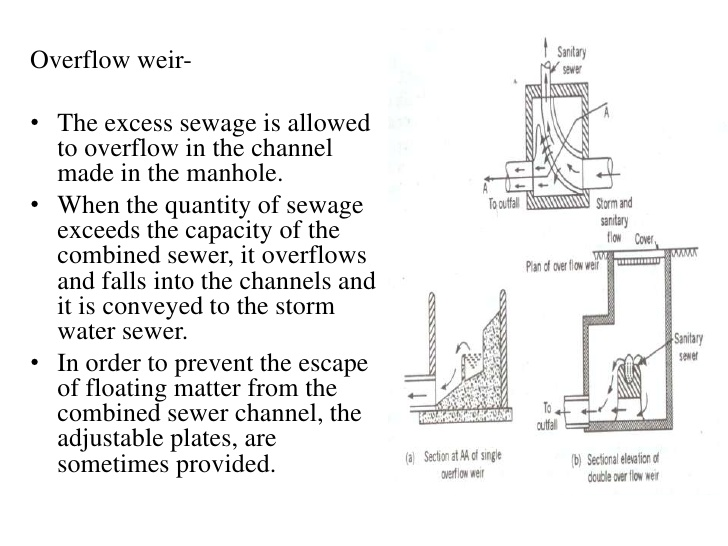 Overflow weir-
• The excess sewage is allowed
to overflow in the channel
made in the manhole.
• When the quantity of sewage
exceeds the capacity of the
combined sewer, it overflows
and falls into the channels and
it is conveyed to the storm
water sewer.
• In order to prevent the escape
of floating matter from the
combined sewer channel, the
adjustable plates, are
sometimes provided.
Sanitary
sewer
A
A
To outfall
Storm and
sanitary
flow
Cover
Plan of over flow weir
Sanitary
sewer
To
outfall
(a) Section at AA of single
overflow weir
(b) Sectional elevation of
double over flow weir